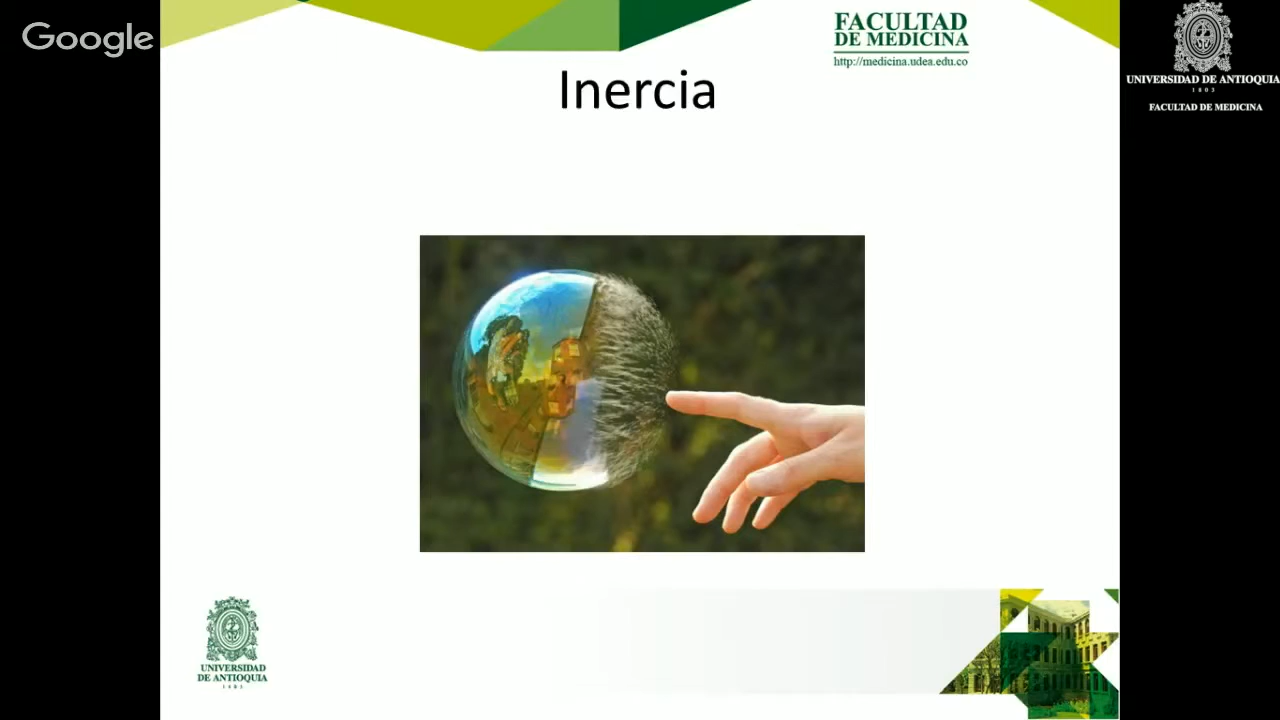 Google
FACULTAD
DE MEDICINA
http://medicina.udea.edu.co
UNIVERSIDAD DE ANTIOQUIA
1803
FACULTAD DE MEDICINA
Inercia
UNIVERSIDAD
DE ANTIOQUIA
1803